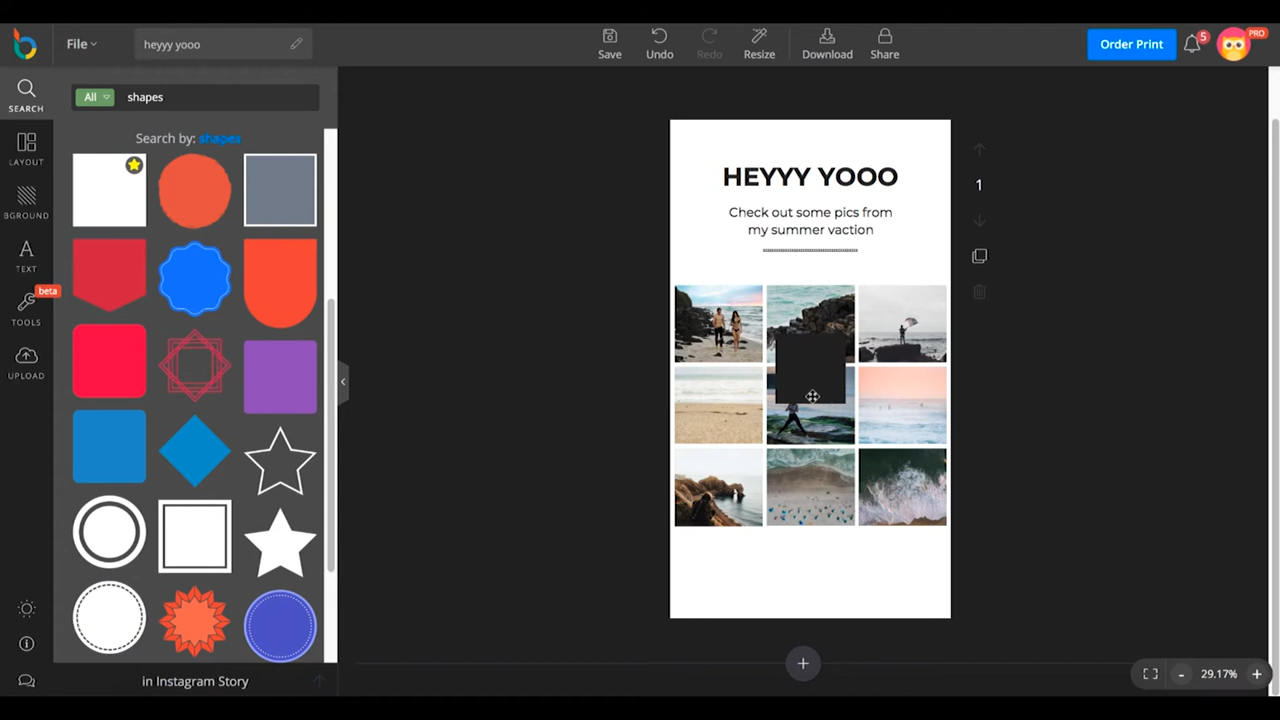 File
heyyy yooo
Save
Undo
Redo
Resize
Download
Share
Order Print
5
PRO
SEARCH
All
shapes
Search by: shapes
LAYOUT
BGROUND
TEXT
beta
TOOLS
UPLOAD
HEYYY YOOO
Check out some pics from
my summer vaction
1
in Instagram Story
29.17%